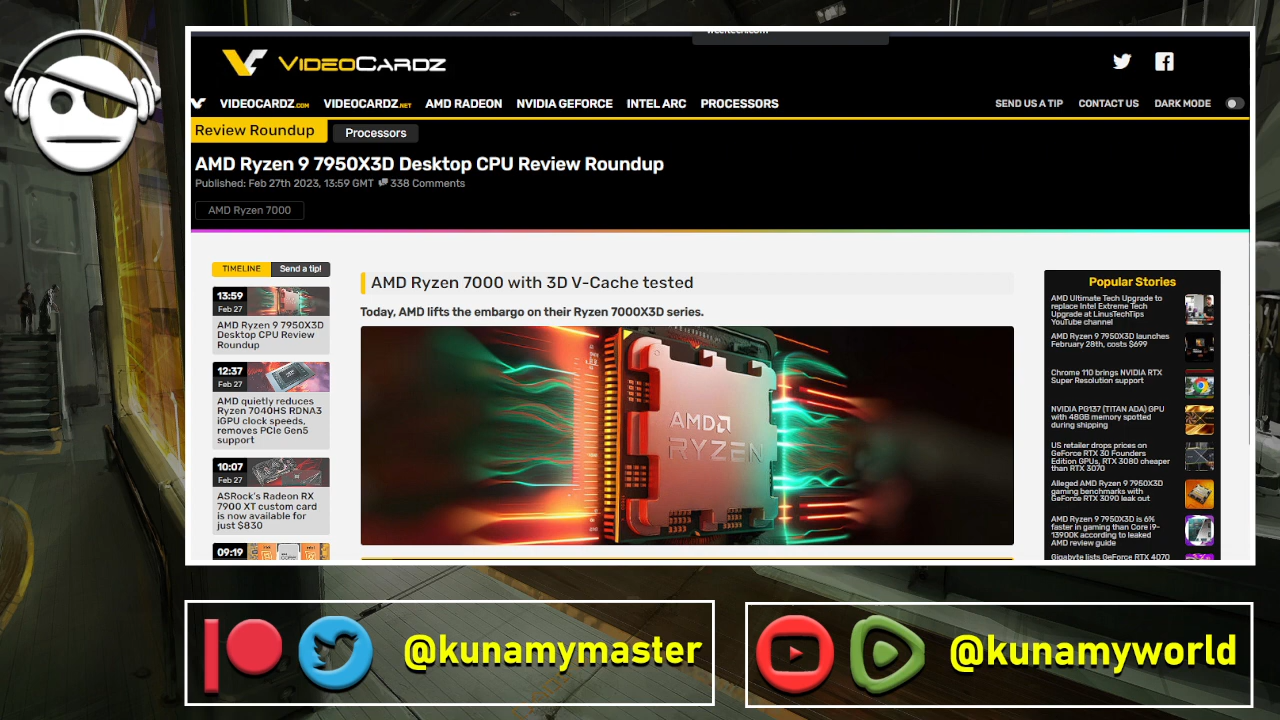 VIDEOCARDZ
VIDEOCARDZ.COM VIDEOCARDZ.NET AMD RADEON NVIDIA GEFORCE INTEL ARC PROCESSORS SEND US A TIP CONTACT US DARK MODE
Review Roundup Processors
AMD Ryzen 9 7950X3D Desktop CPU Review Roundup
Published: Feb 27th 2023, 13:59 GMT 338 Comments
AMD Ryzen 7000
TIMELINE Send a tip!
13:59
Feb 27
AMD Ryzen 9 7950X3D
Desktop CPU Review
Roundup
12:37
Feb 27
AMD quietly reduces
Ryzen 7040HS RDNA3
iGPU clock speeds,
removes PCIe Gen5
support
10:07
Feb 27
ASRock's Radeon RX
7900 XT custom card
is now available for
just $830
09:19
AMD Ryzen 7000 with 3D V-Cache tested
Today, AMD lifts the embargo on their Ryzen 7000X3D series.
AMD
RYZEN
Popular Stories
AMD Ultimate Tech Upgrade to
replace Intel Extreme Tech
Upgrade at LinusTechTips
YouTube channel
AMD Ryzen 9 7950X3D launches
February 28th, costs $699
Chrome 110 brings NVIDIA RTX
Super Resolution support
NVIDIA PG137 (TITAN ADA) GPU
with 48GB memory spotted
during shipping
US retailer drops prices on
GeForce RTX 30 Founders
Edition GPUs, RTX 3080 cheaper
than RTX 3070
Alleged AMD Ryzen 9 7950X3D
gaming benchmarks with
GeForce RTX 3090 leak out
AMD Ryzen 9 7950X3D is 6%
faster in gaming than Core i9-
13900K according to leaked
AMD review guide
Gigabyte lists GeForce RTX 4070
@kunamymaster
@kunamyworld